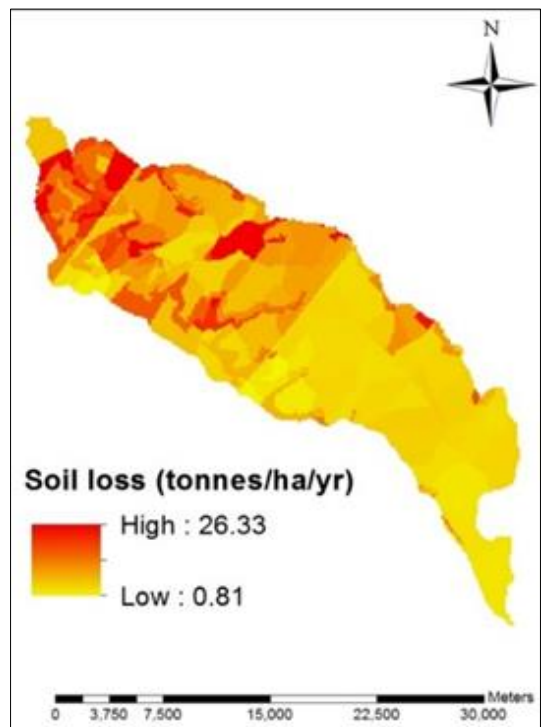 N
Soil loss (tonnes/ha/yr)
High : 26.33
Low : 0.81
Meters
0 3,750 7,500 15,000 22,500 30,000